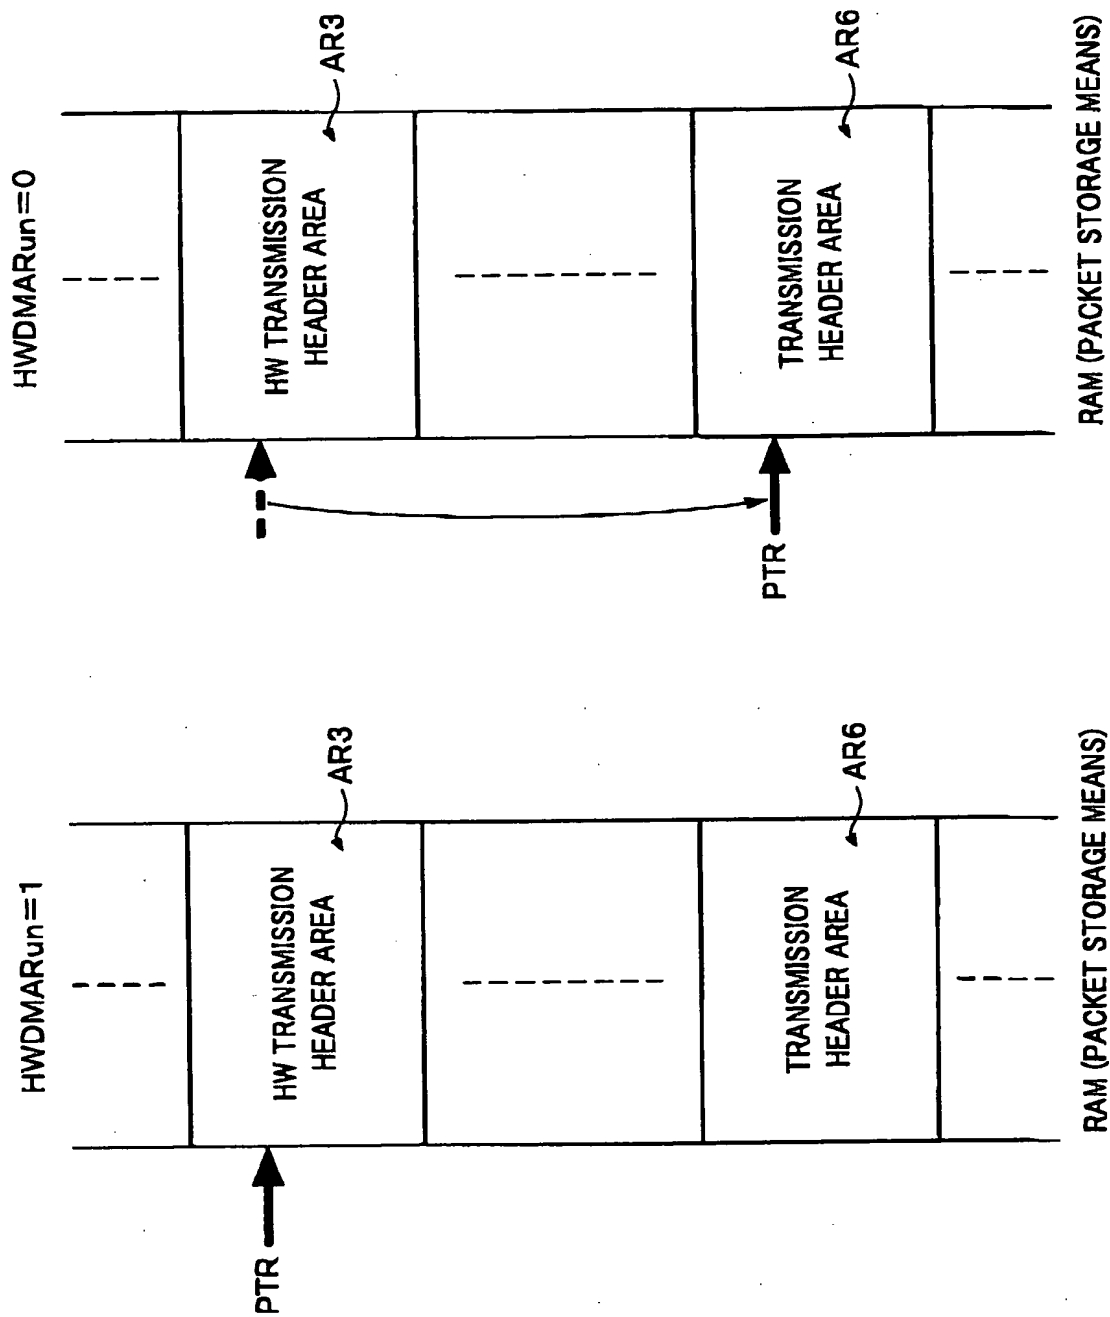 HWDMARun=1
HW TRANSMISSION
HEADER AREA
AR3
PTR
TRANSMISSION
HEADER AREA
AR6
RAM (PACKET STORAGE MEANS)
HWDMARun=0
HW TRANSMISSION
HEADER AREA
AR3
TRANSMISSION
HEADER AREA
AR6
PTR
RAM (PACKET STORAGE MEANS)